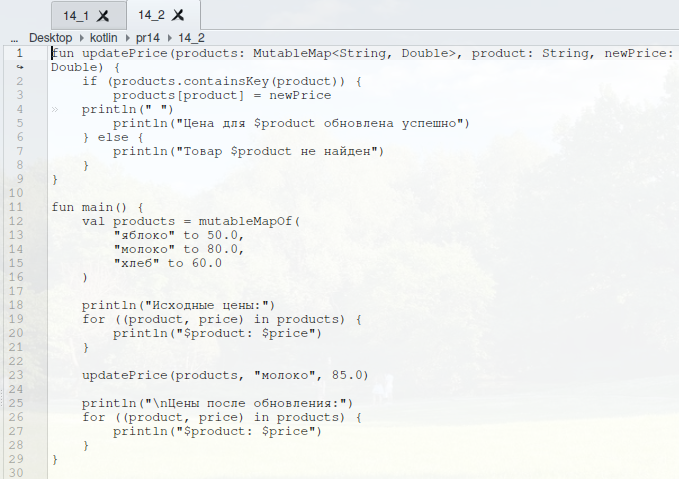 14_1 14_2
... Desktop kotlin pr14 14_2
1 fun updatePrice(products: MutableMap<String, Double>, product: String, newPrice:
Double) {
2 if (products.containsKey(product)) {
3 products[product] = newPrice
4 » println(" ")
5 println("Цена для $product обновлена успешно")
6 } else {
7 println("Товар $product не найден")
8 }
9 }
10
11 fun main() {
12 val products = mutableMapOf(
13 "яблоко" to 50.0,
14 "молоко" to 80.0,
15 "хлеб" to 60.0
16 )
17
18 println("Исходные цены:")
19 for ((product, price) in products) {
20 println("$product: $price")
21 }
22
23 updatePrice(products, "молоко", 85.0)
24
25 println("\nЦены после обновления:")
26 for ((product, price) in products) {
27 println("$product: $price")
28 }
29 }
30